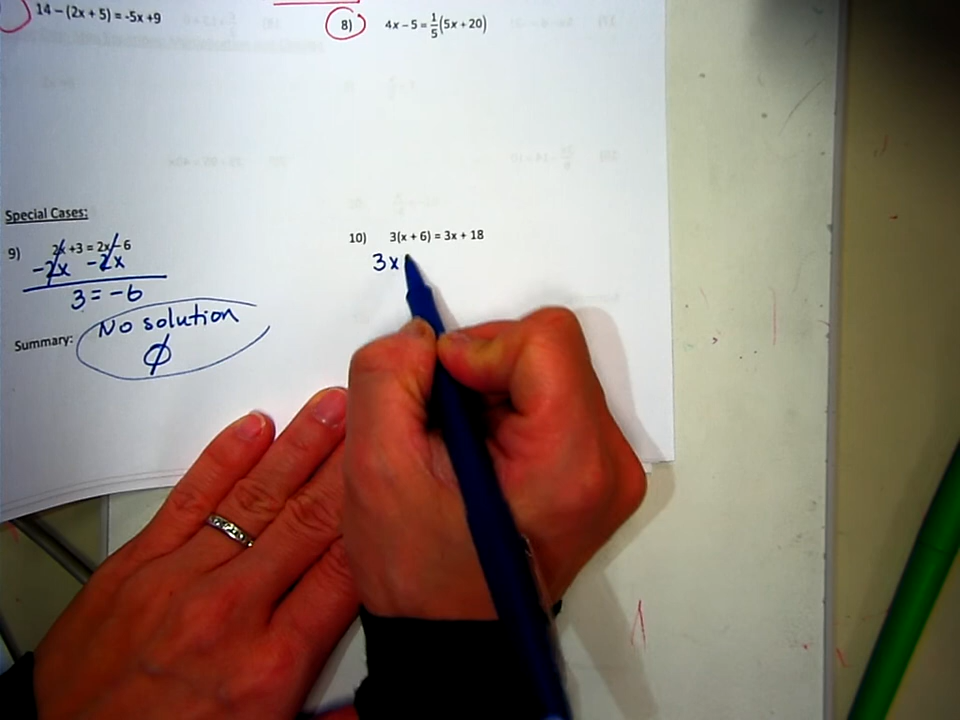 14 – (2x + 5) = -5x +9
8) 4x – 5 = 1/5(5x + 20)
Special Cases:
9) 2x +3 = 2x – 6
-2x -2x
3 = -6
No solution
Summary: ∅
10) 3(x + 6) = 3x + 18
3x